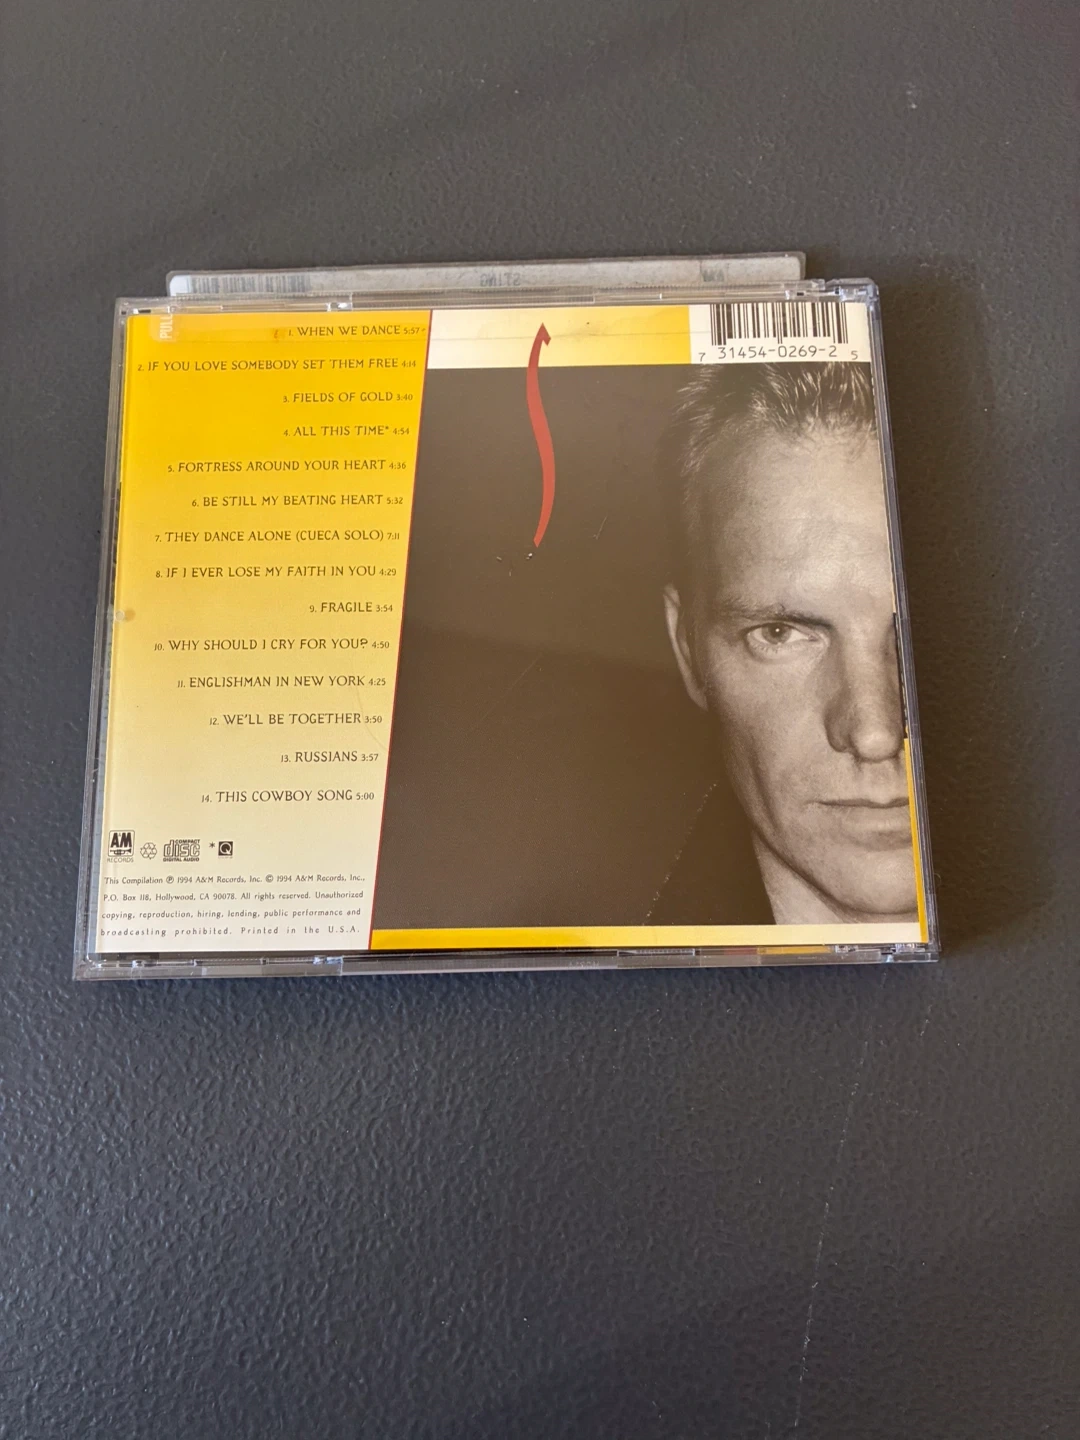 PULL
1. WHEN WE DANCE 5:57
2. IF YOU LOVE SOMEBODY SET THEM FREE 4:14
3. FIELDS OF GOLD 3:40
4. ALL THIS TIME* 4:54
5. FORTRESS AROUND YOUR HEART 4:36
6. BE STILL MY BEATING HEART 5:32
7. THEY DANCE ALONE (CUECA SOLO) 7:11
8. IF I EVER LOSE MY FAITH IN YOU 4:29
9. FRAGILE 3:54
10. WHY SHOULD I CRY FOR YOU? 4:50
11. ENGLISHMAN IN NEW YORK 4:25
12. WE'LL BE TOGETHER 3:50
13. RUSSIANS 3:57
14. THIS COWBOY SONG 5:00
A&M
RECORDS
COMPACT
disc
DIGITAL AUDIO
* Q
This Compilation ℗ 1994 A&M Records, Inc. © 1994 A&M Records, Inc.,
P.O. Box 118, Hollywood, CA 90078. All rights reserved. Unauthorized
copying, reproduction, hiring, lending, public performance and
broadcasting prohibited. Printed in the U.S.A.
7 31454-0269-2 5